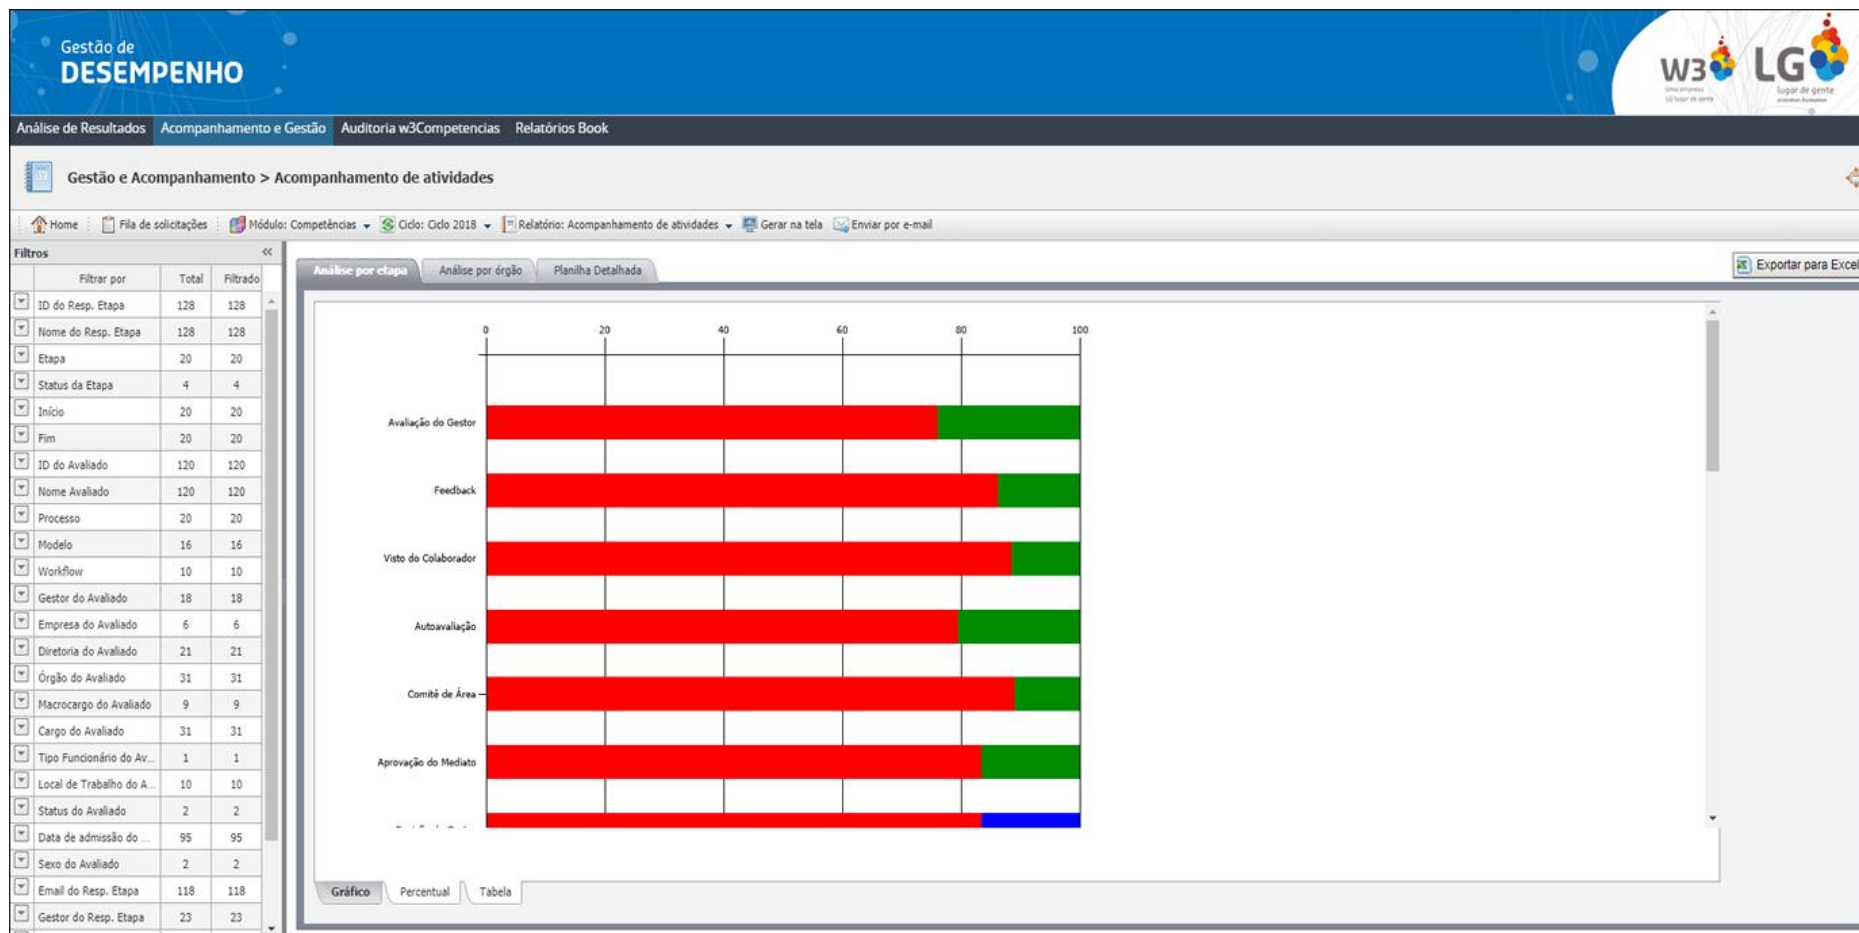 Gestão de
DESEMPENHO
W3
Uma empresa
LG lugar de gente
LG
lugar de gente
Análise de Resultados Acompanhamento e Gestão Auditoria w3Competencias Relatórios Book
Gestão e Acompanhamento > Acompanhamento de atividades
Home Fila de solicitações Módulo: Competências Ciclo: Ciclo 2018 Relatório: Acompanhamento de atividades Gerar na tela Enviar por e-mail
Filtros «
Filtrar por Total Filtrado
ID do Resp. Etapa 128 128
Nome do Resp. Etapa 128 128
Etapa 20 20
Status da Etapa 4 4
Início 20 20
Fim 20 20
ID do Avaliado 120 120
Nome Avaliado 120 120
Processo 20 20
Modelo 16 16
Workflow 10 10
Gestor do Avaliado 18 18
Empresa do Avaliado 6 6
Diretoria do Avaliado 21 21
Órgão do Avaliado 31 31
Macrocargo do Avaliado 9 9
Cargo do Avaliado 31 31
Tipo Funcionário do Av... 1 1
Local de Trabalho do A... 10 10
Status do Avaliado 2 2
Data de admissão do ... 95 95
Sexo do Avaliado 2 2
Email do Resp. Etapa 118 118
Gestor do Resp. Etapa 23 23
Análise por etapa Análise por órgão Planilha Detalhada
Exportar para Excel
0 20 40 60 80 100
Avaliação do Gestor
Feedback
Visto do Colaborador
Autoavaliação
Comitê de Área
Aprovação do Mediato
Gráfico Percentual Tabela